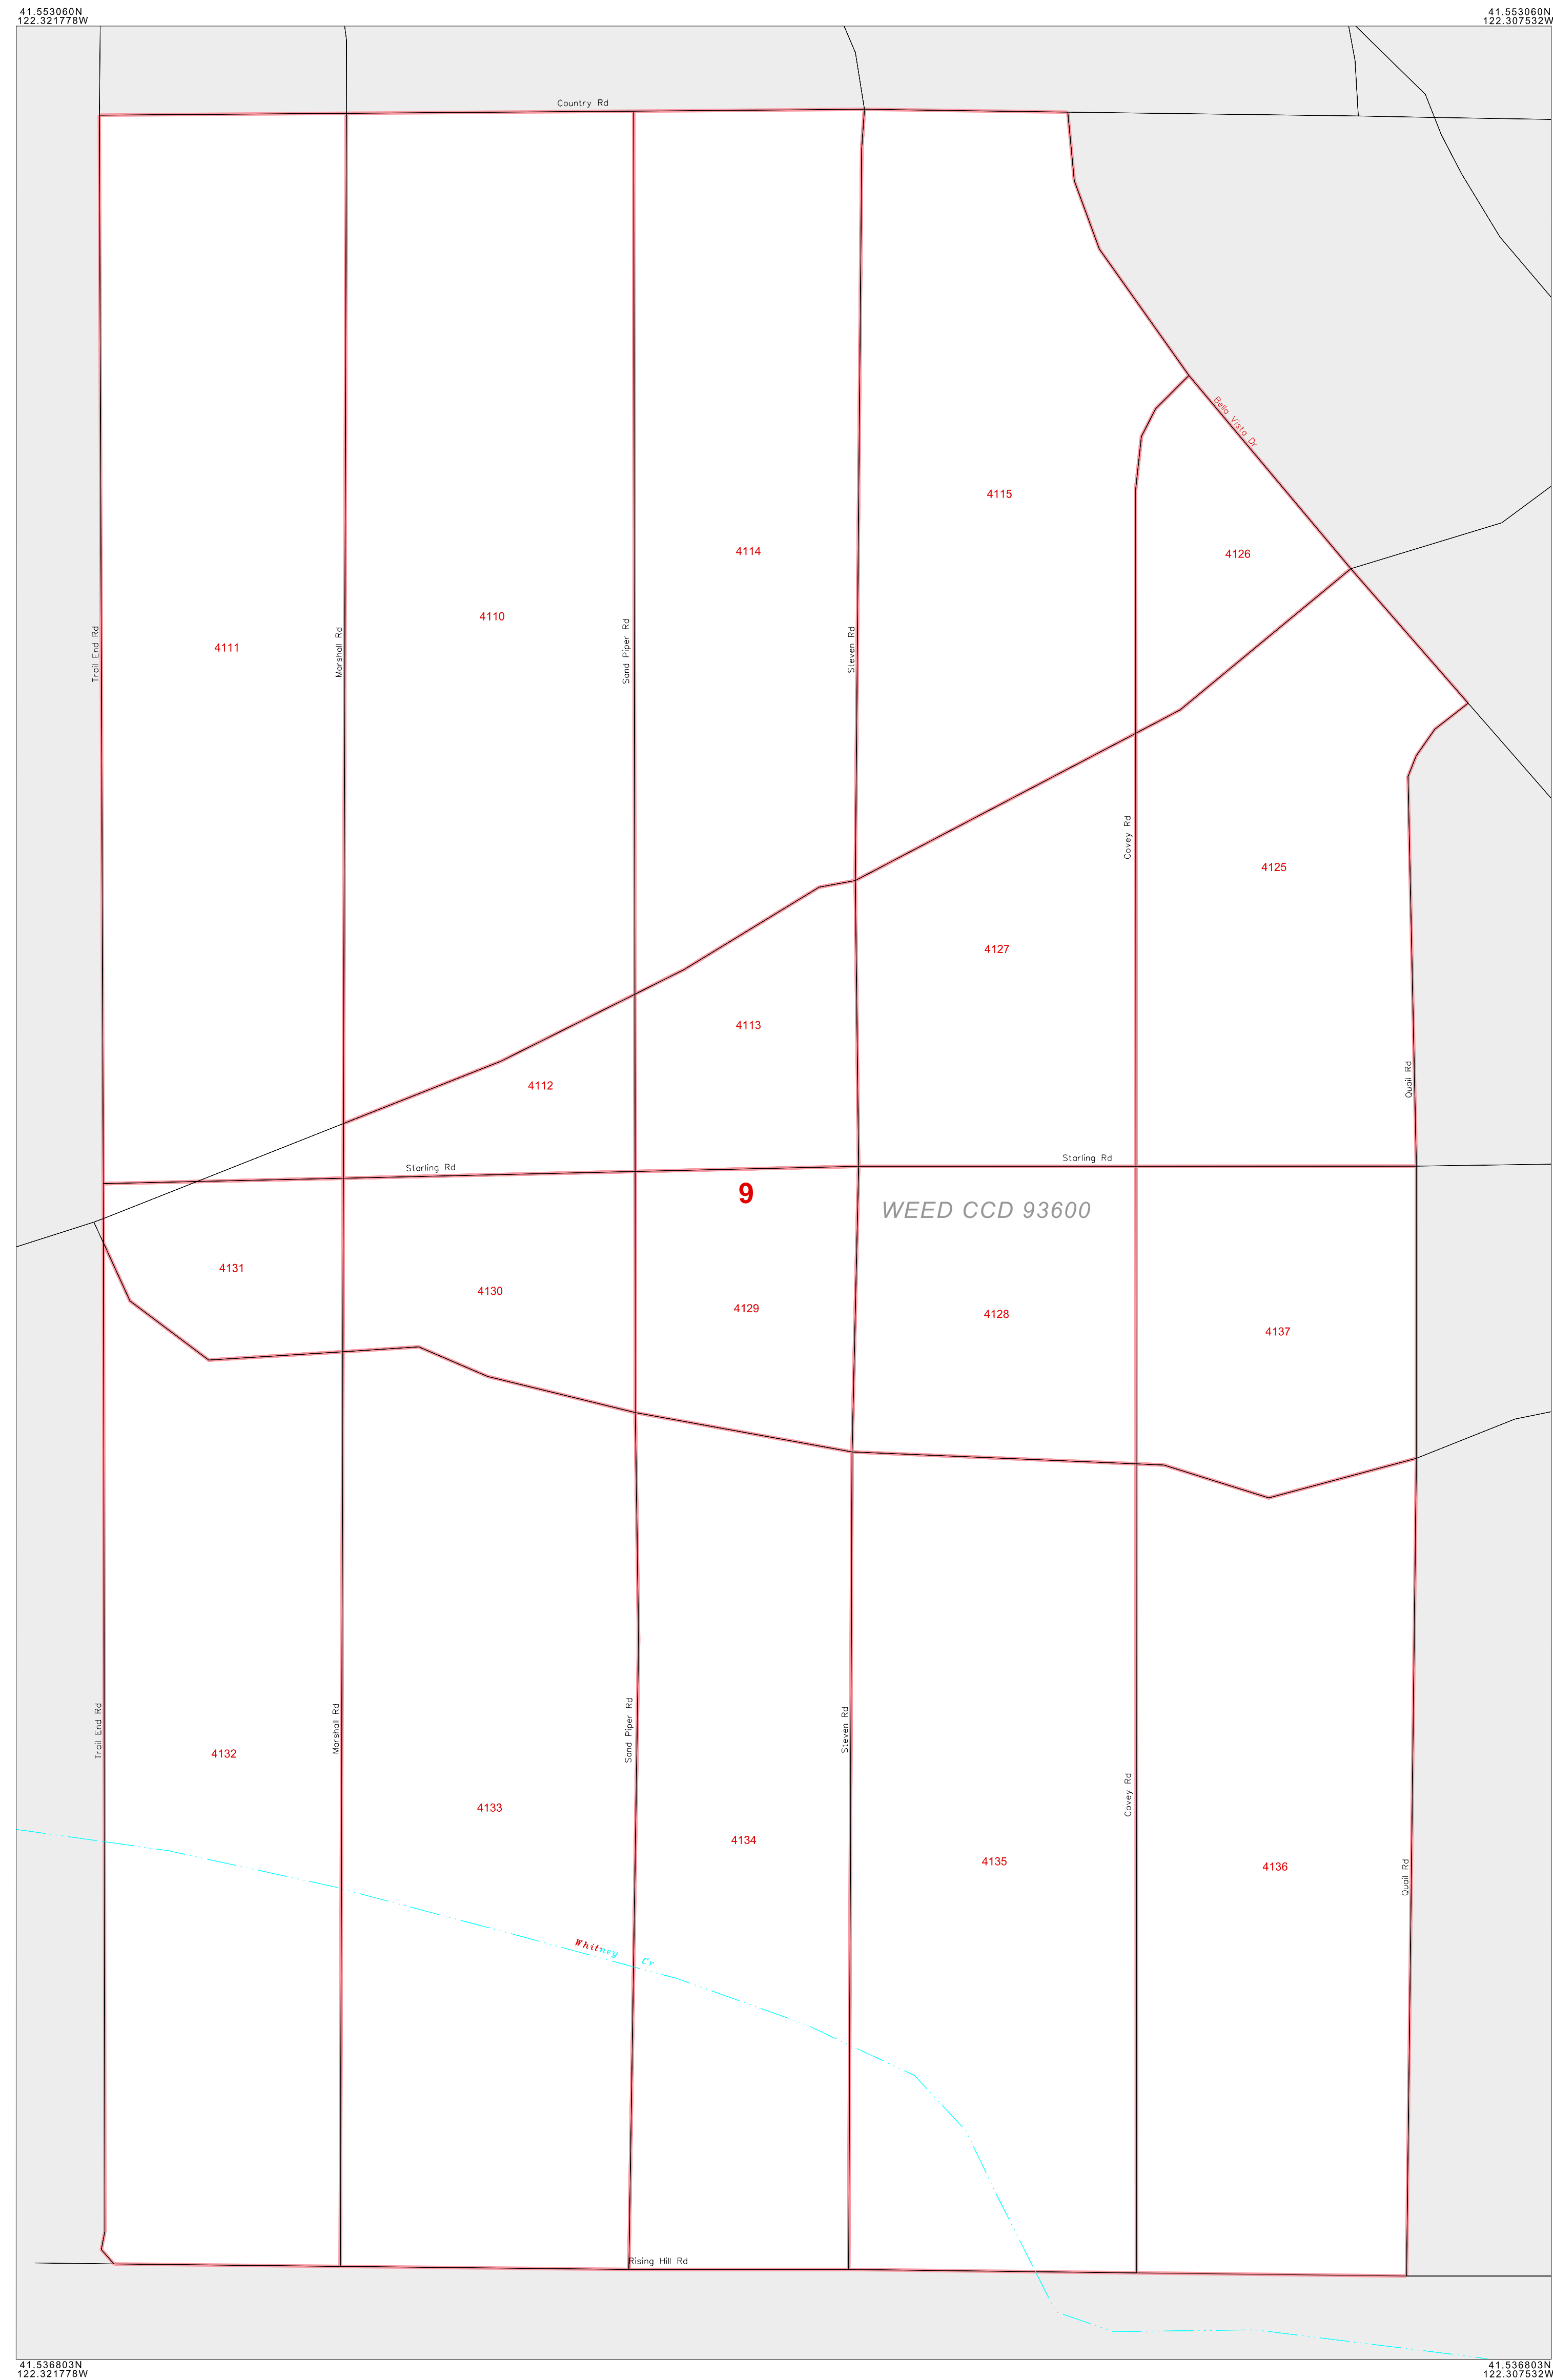 41.553060N
122.321778W
41.553060N
122.307532W
Country Rd
Bella Vista Dr
4115
4114
4126
4110
4111
Trail End Rd
Marshall Rd
Sand Piper Rd
Steven Rd
Covey Rd
4125
4127
4113
4112
Quail Rd
Starling Rd
Starling Rd
9
WEED CCD 93600
4131
4130
4129
4128
4137
Trail End Rd
Marshall Rd
Sand Piper Rd
Steven Rd
Covey Rd
Quail Rd
4132
4133
4134
4135
4136
Whitney Cr
Rising Hill Rd
41.536803N
122.321778W
41.536803N
122.307532W